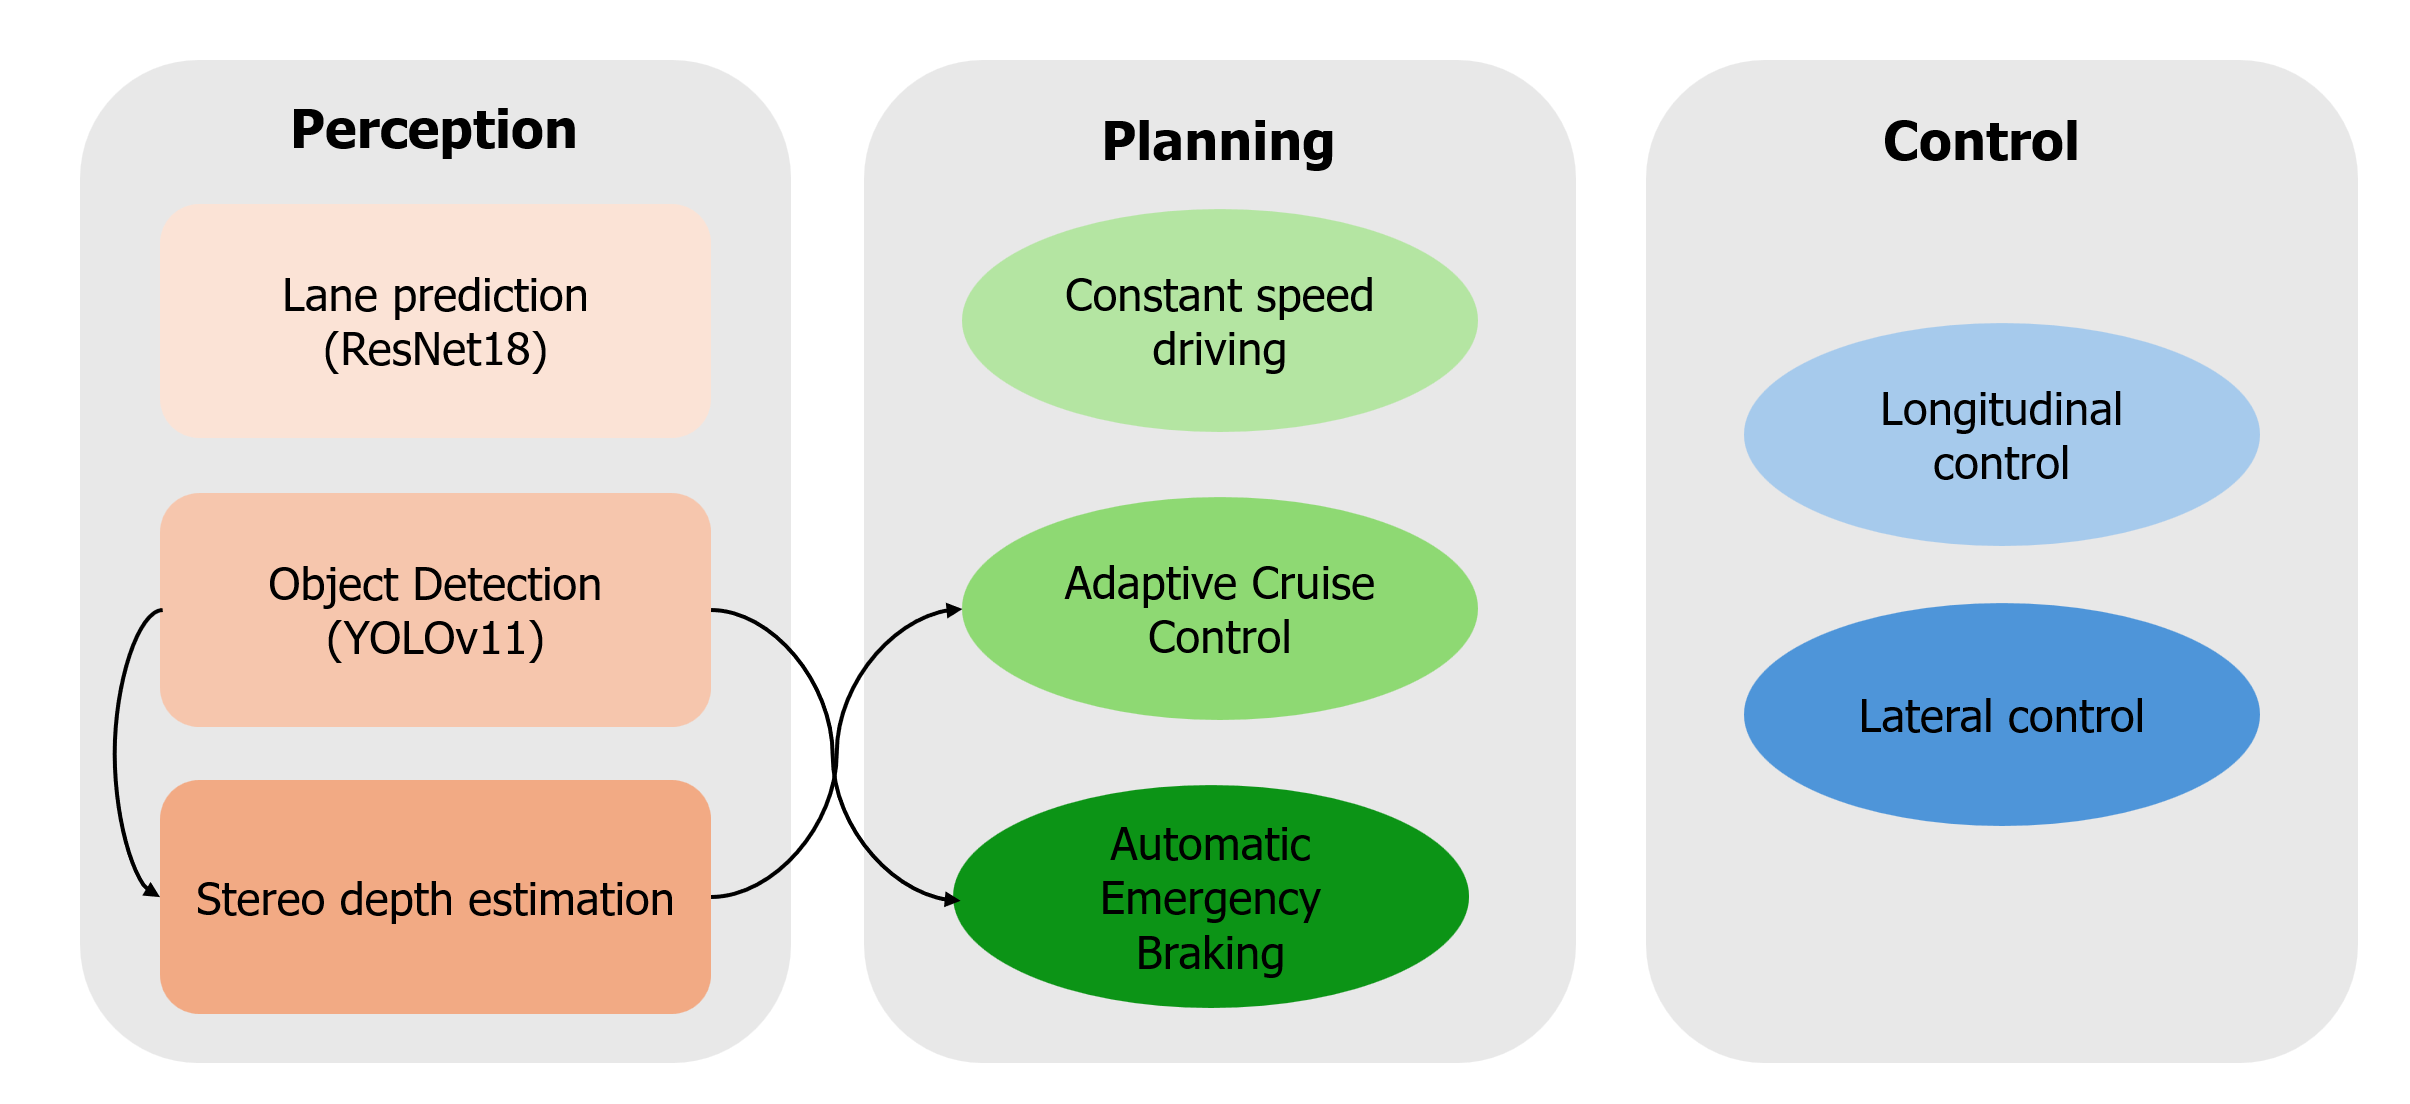 Perception
Lane prediction
(ResNet18)
Object Detection
(YOLOv11)
Stereo depth estimation
Planning
Constant speed
driving
Adaptive Cruise
Control
Automatic
Emergency
Braking
Control
Longitudinal
control
Lateral control